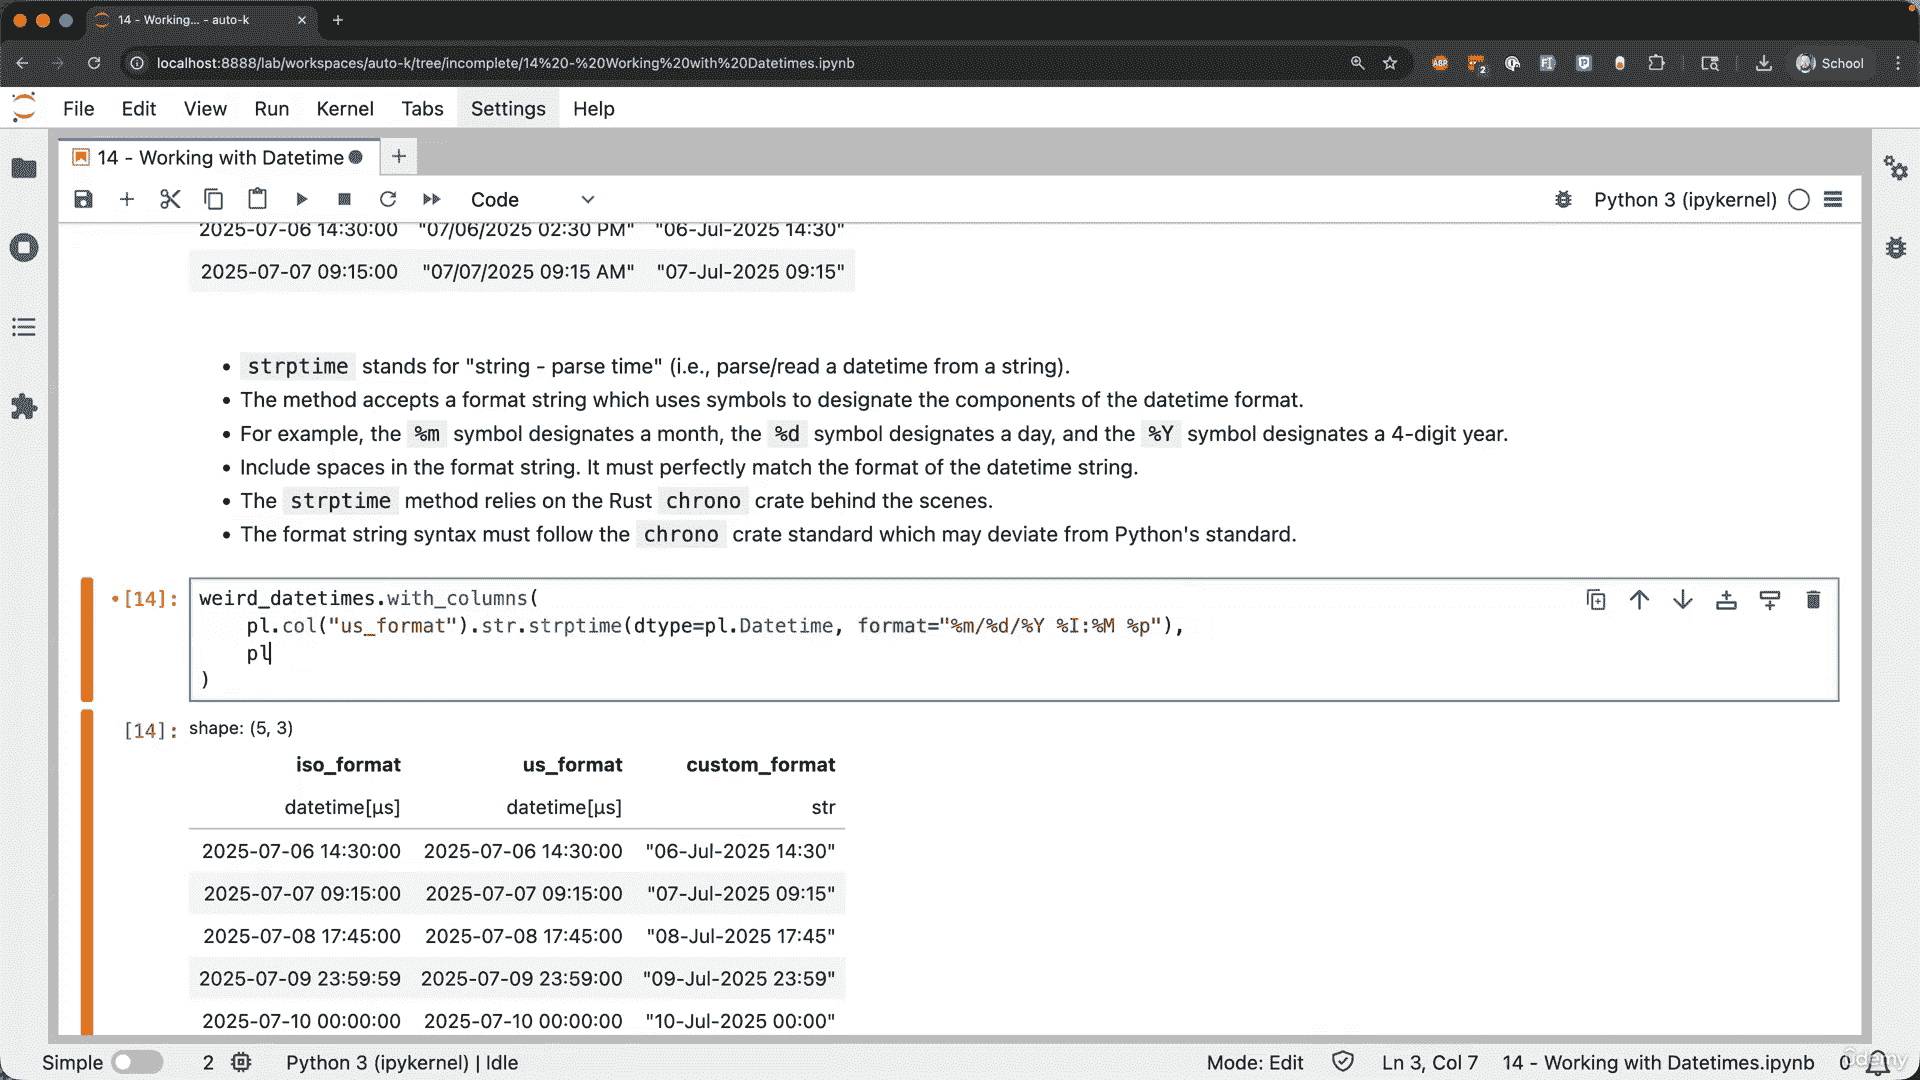 14 - Working... - auto-k
localhost:8888/lab/workspaces/auto-k/tree/incomplete/14%20-%20Working%20with%20Datetimes.ipynb
ABP
2
School
File Edit View Run Kernel Tabs Settings Help
14 - Working with Datetime
Code
Python 3 (ipykernel)
2025-07-06 14:30:00 "07/06/2025 02:30 PM" "06-Jul-2025 14:30"
2025-07-07 09:15:00 "07/07/2025 09:15 AM" "07-Jul-2025 09:15"
• strptime stands for "string - parse time" (i.e., parse/read a datetime from a string).
• The method accepts a format string which uses symbols to designate the components of the datetime format.
• For example, the %m symbol designates a month, the %d symbol designates a day, and the %Y symbol designates a 4-digit year.
• Include spaces in the format string. It must perfectly match the format of the datetime string.
• The strptime method relies on the Rust chrono crate behind the scenes.
• The format string syntax must follow the chrono crate standard which may deviate from Python's standard.
[14]: weird_datetimes.with_columns(
pl.col("us_format").str.strptime(dtype=pl.Datetime, format="%m/%d/%Y %I:%M %p"),
pl
)
[14]: shape: (5, 3)
iso_format us_format custom_format
datetime[μs] datetime[μs] str
2025-07-06 14:30:00 2025-07-06 14:30:00 "06-Jul-2025 14:30"
2025-07-07 09:15:00 2025-07-07 09:15:00 "07-Jul-2025 09:15"
2025-07-08 17:45:00 2025-07-08 17:45:00 "08-Jul-2025 17:45"
2025-07-09 23:59:59 2025-07-09 23:59:00 "09-Jul-2025 23:59"
2025-07-10 00:00:00 2025-07-10 00:00:00 "10-Jul-2025 00:00"
Simple 2 Python 3 (ipykernel) | Idle Mode: Edit Ln 3, Col 7 14 - Working with Datetimes.ipynb 0
udemy